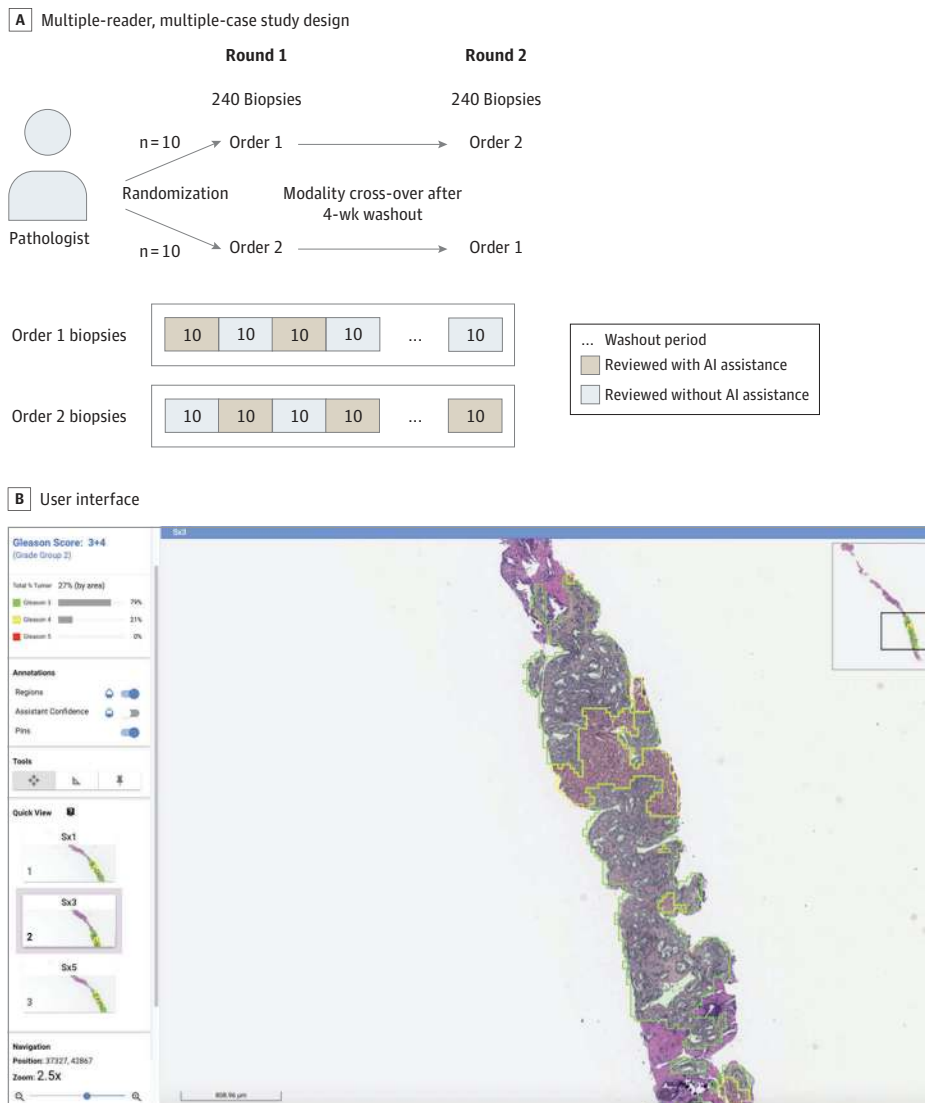 A Multiple-reader, multiple-case study design
Round 1 Round 2
240 Biopsies 240 Biopsies
n = 10 Order 1 Order 2
Randomization Modality cross-over after
4-wk washout
Pathologist
n = 10 Order 2 Order 1
Order 1 biopsies 10 10 10 10 ... 10
Order 2 biopsies 10 10 10 10 ... 10
... Washout period
Reviewed with AI assistance
Reviewed without AI assistance
B User interface
Sx3
Gleason Score: 3+4
(Grade Group 2)
Total % Tumor 27% (by area)
Gleason 3 79%
Gleason 4 21%
Gleason 5 0%
Annotations
Regions
Assistant Confidence
Pins
Tools
Quick View ?
Sx1
1
Sx3
2
Sx5
3
Navigation
Position: 37327, 42867
Zoom: 2.5x
808.96 µm